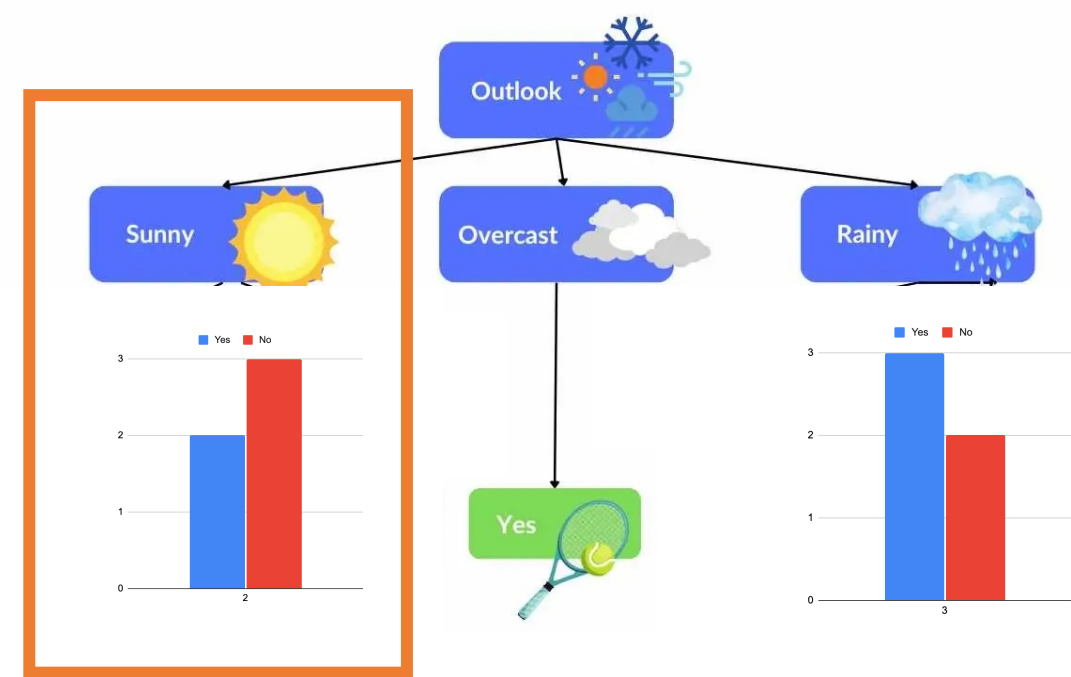 Outlook
Sunny
Overcast
Rainy
Yes No
3
2
1
0
2
Yes
Yes No
3
2
1
0
3